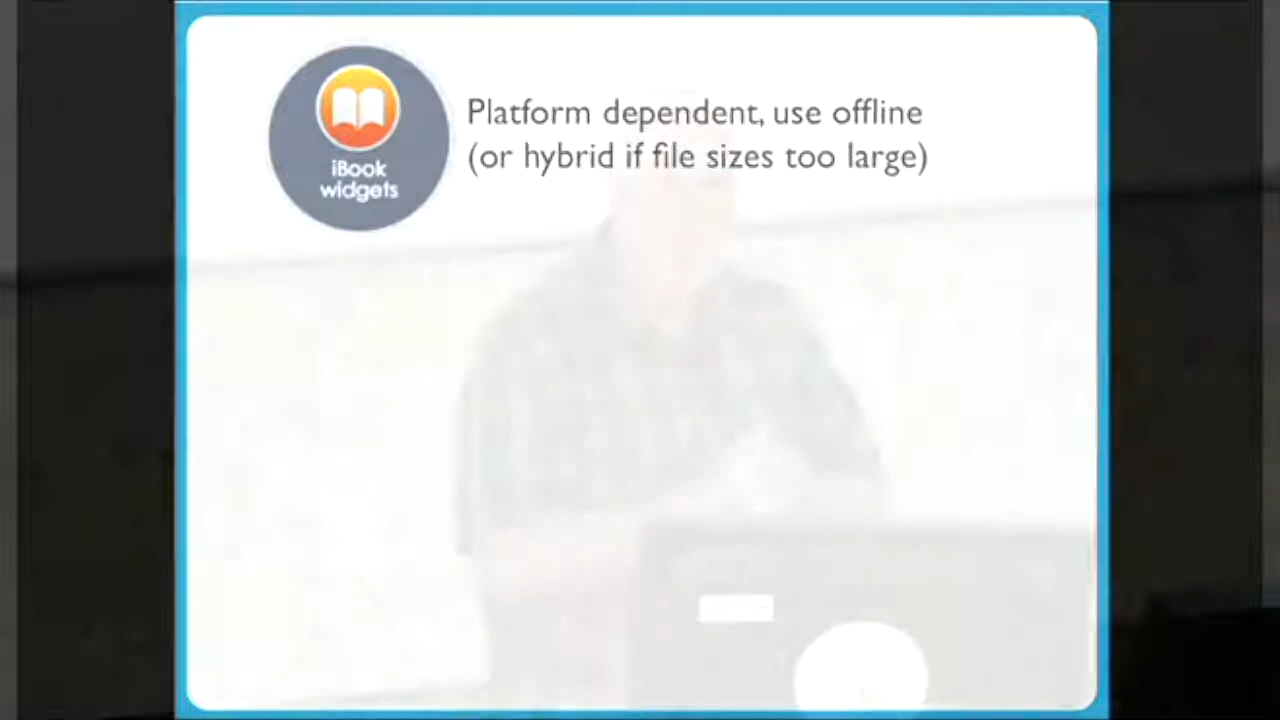 iBook
widgets
Platform dependent, use offline
(or hybrid if file sizes too large)